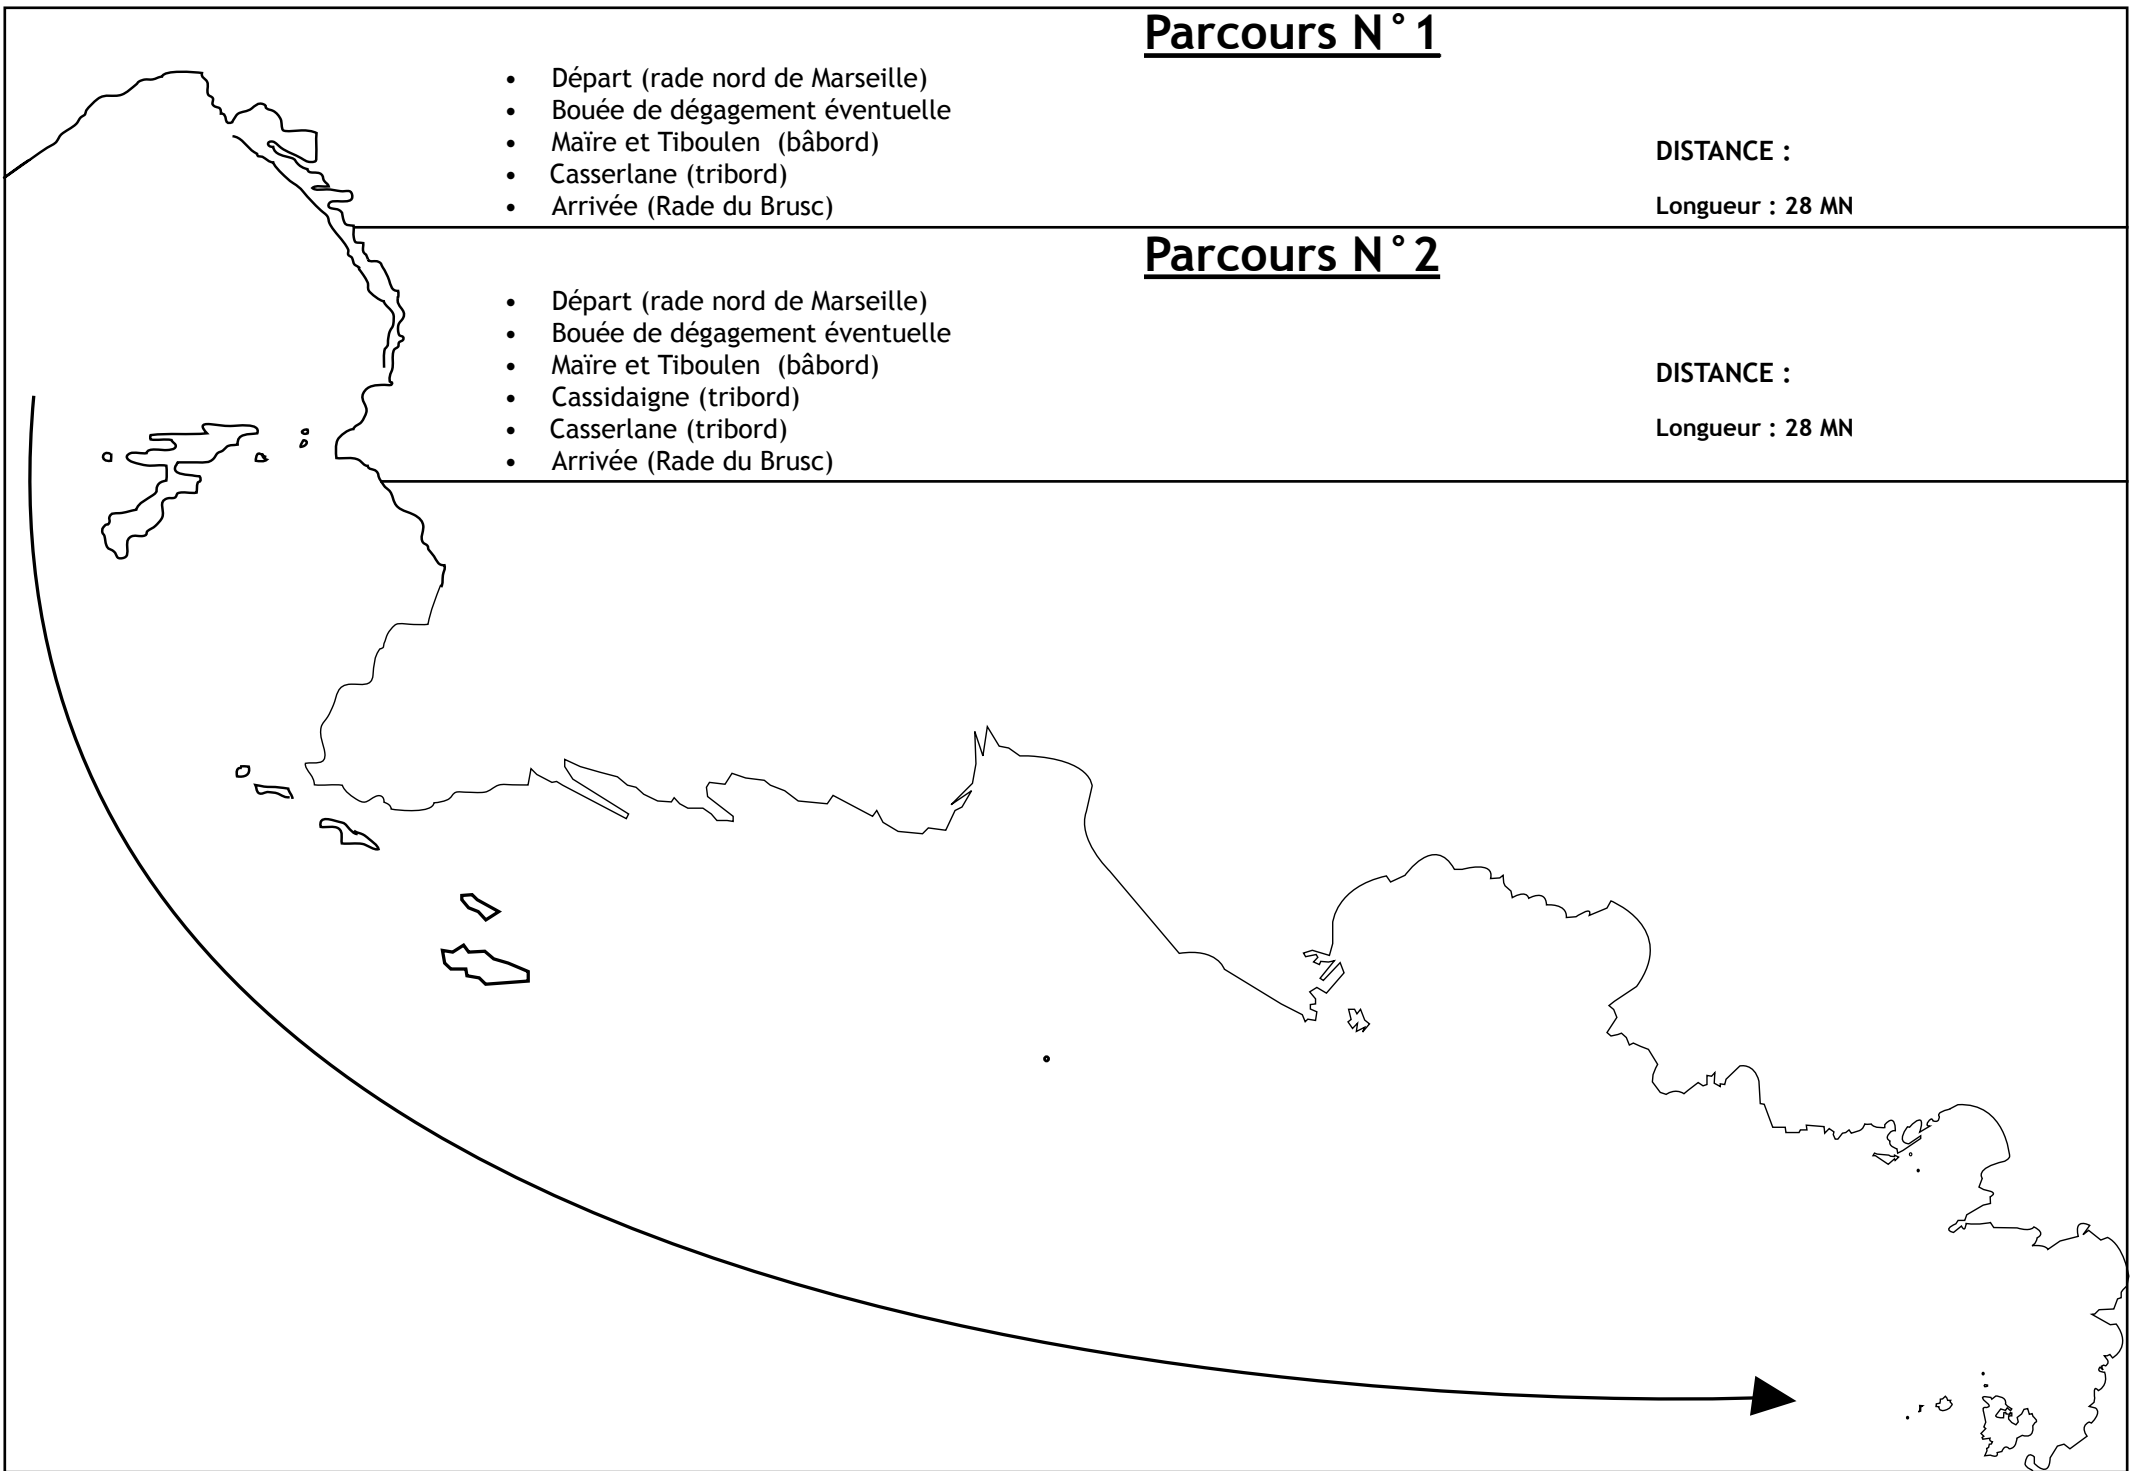 Parcours N°1
• Départ (rade nord de Marseille)
• Bouée de dégagement éventuelle
• Maïre et Tiboulen (bâbord)
• Casserlane (tribord)
• Arrivée (Rade du Brusc)
DISTANCE :
Longueur : 28 MN
Parcours N°2
• Départ (rade nord de Marseille)
• Bouée de dégagement éventuelle
• Maïre et Tiboulen (bâbord)
• Cassidaigne (tribord)
• Casserlane (tribord)
• Arrivée (Rade du Brusc)
DISTANCE :
Longueur : 28 MN